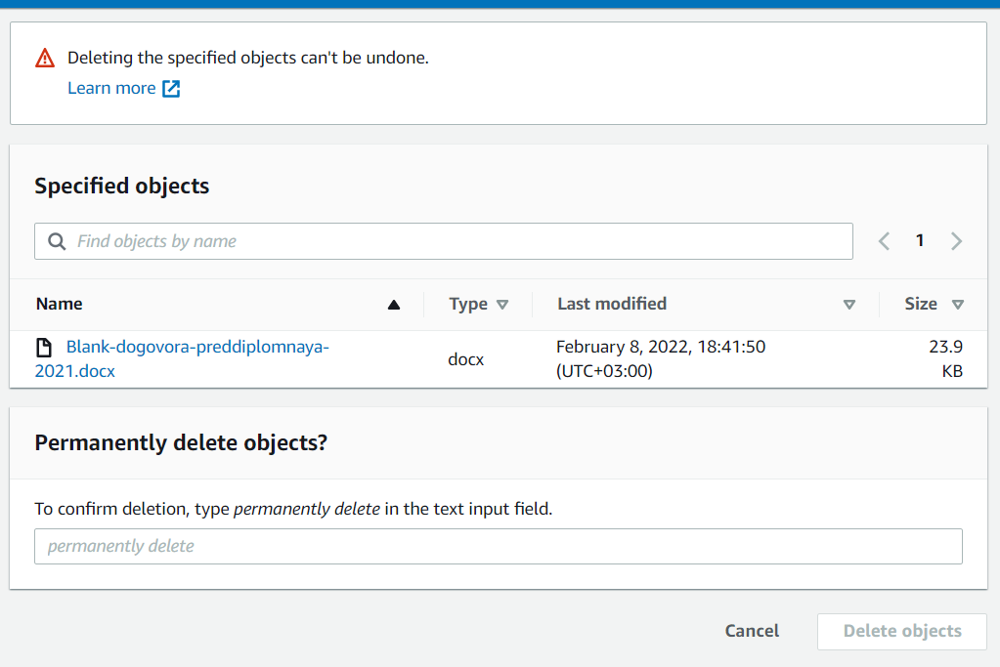 Deleting the specified objects can't be undone.
Learn more
Specified objects
Find objects by name
1
Name Type Last modified Size
Blank-dogovora-preddiplomnaya-
2021.docx
docx
February 8, 2022, 18:41:50
(UTC+03:00)
23.9
KB
Permanently delete objects?
To confirm deletion, type permanently delete in the text input field.
permanently delete
Cancel Delete objects